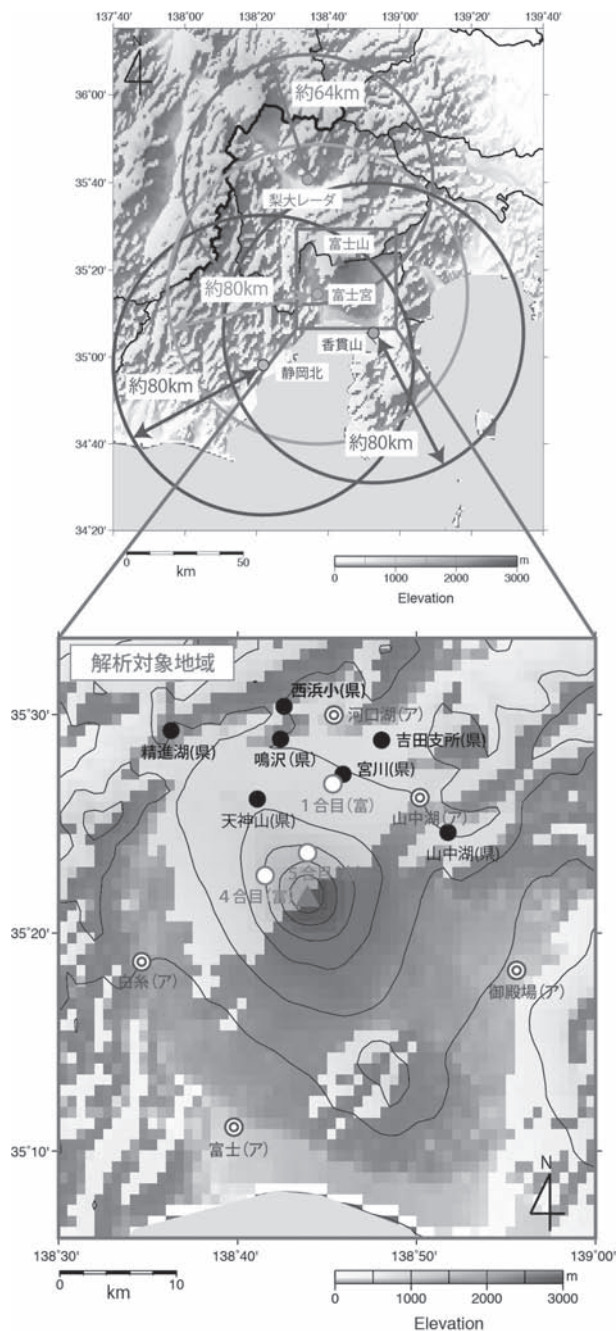 137°40' 138°00' 138°20' 138°40' 139°00' 139°20' 139°40'
36°00'
35°40'
35°20'
35°00'
34°40'
34°20'
約64km
梨大レーダ
富士山
約80km
富士宮
香貫山
静岡北
約80km
約80km
0 50
km
0 1000 2000 3000 m
Elevation
解析対象地域
35°30'
35°20'
35°10'
西浜小(県)
河口湖(ア)
吉田支所(県)
精進湖(県)
鳴沢(県)
宮川(県)
1合目(富)
山中湖(ア)
天神山(県)
山中湖(県)
5合目
4合目(富)
白糸(ア)
御殿場(ア)
富士(ア)
N
138°30' 138°40' 138°50' 139°00'
0 10
km
0 1000 2000 3000 m
Elevation